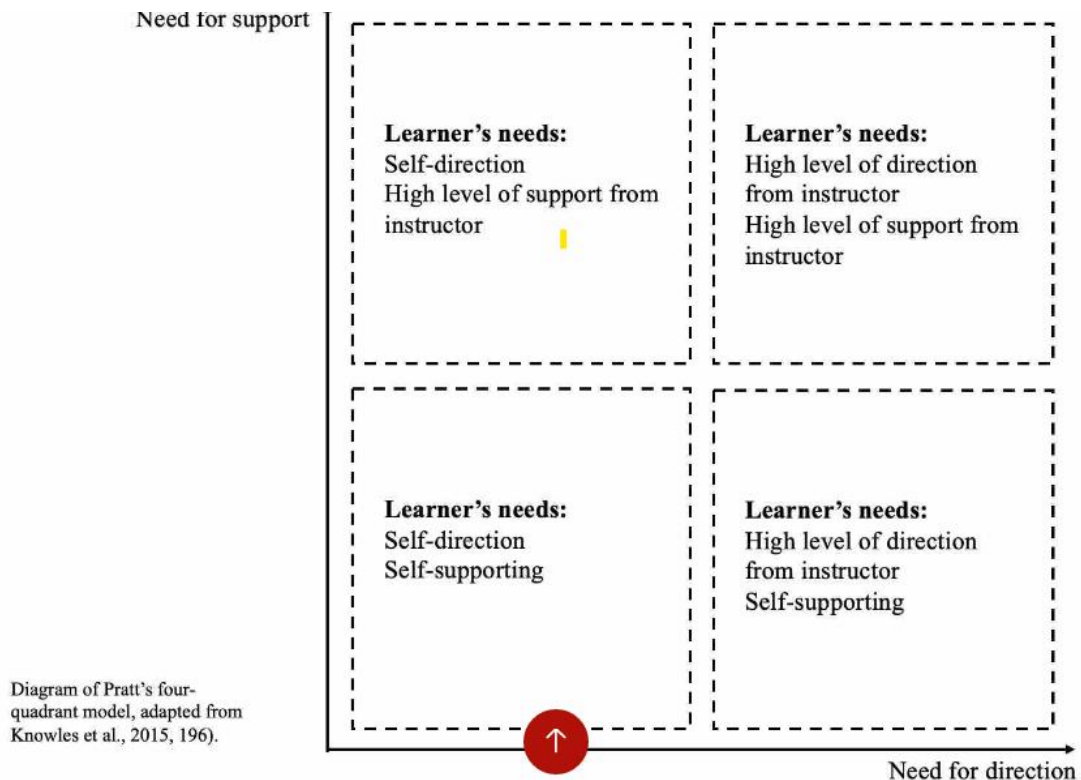 Need for support
Learner's needs:
Self-direction
High level of support from
instructor
Learner's needs:
High level of direction
from instructor
High level of support from
instructor
Learner's needs:
Self-direction
Self-supporting
Learner's needs:
High level of direction
from instructor
Self-supporting
Diagram of Pratt's four-
quadrant model, adapted from
Knowles et al., 2015, 196).
Need for direction